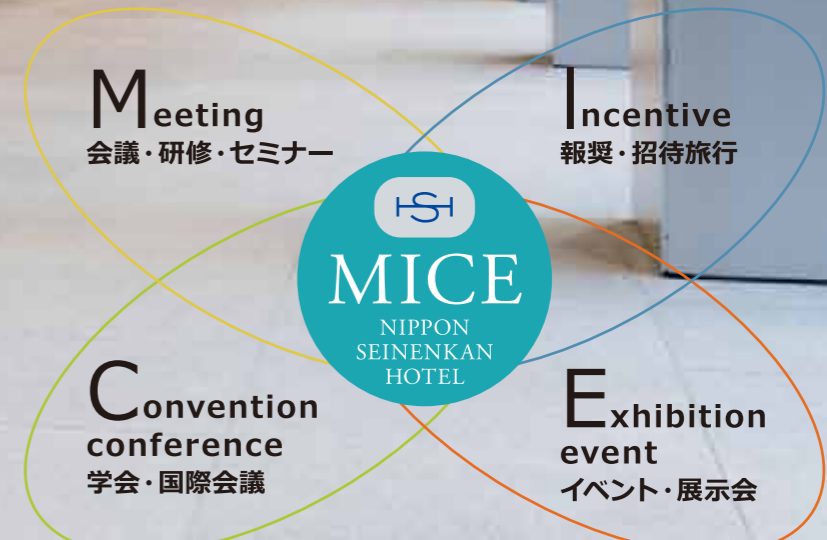 Meeting
会議・研修・セミナー
Incentive
報奨・招待旅行
HSH
MICE
NIPPON
SEINENKAN
HOTEL
Convention
conference
学会・国際会議
Exhibition
event
イベント・展示会